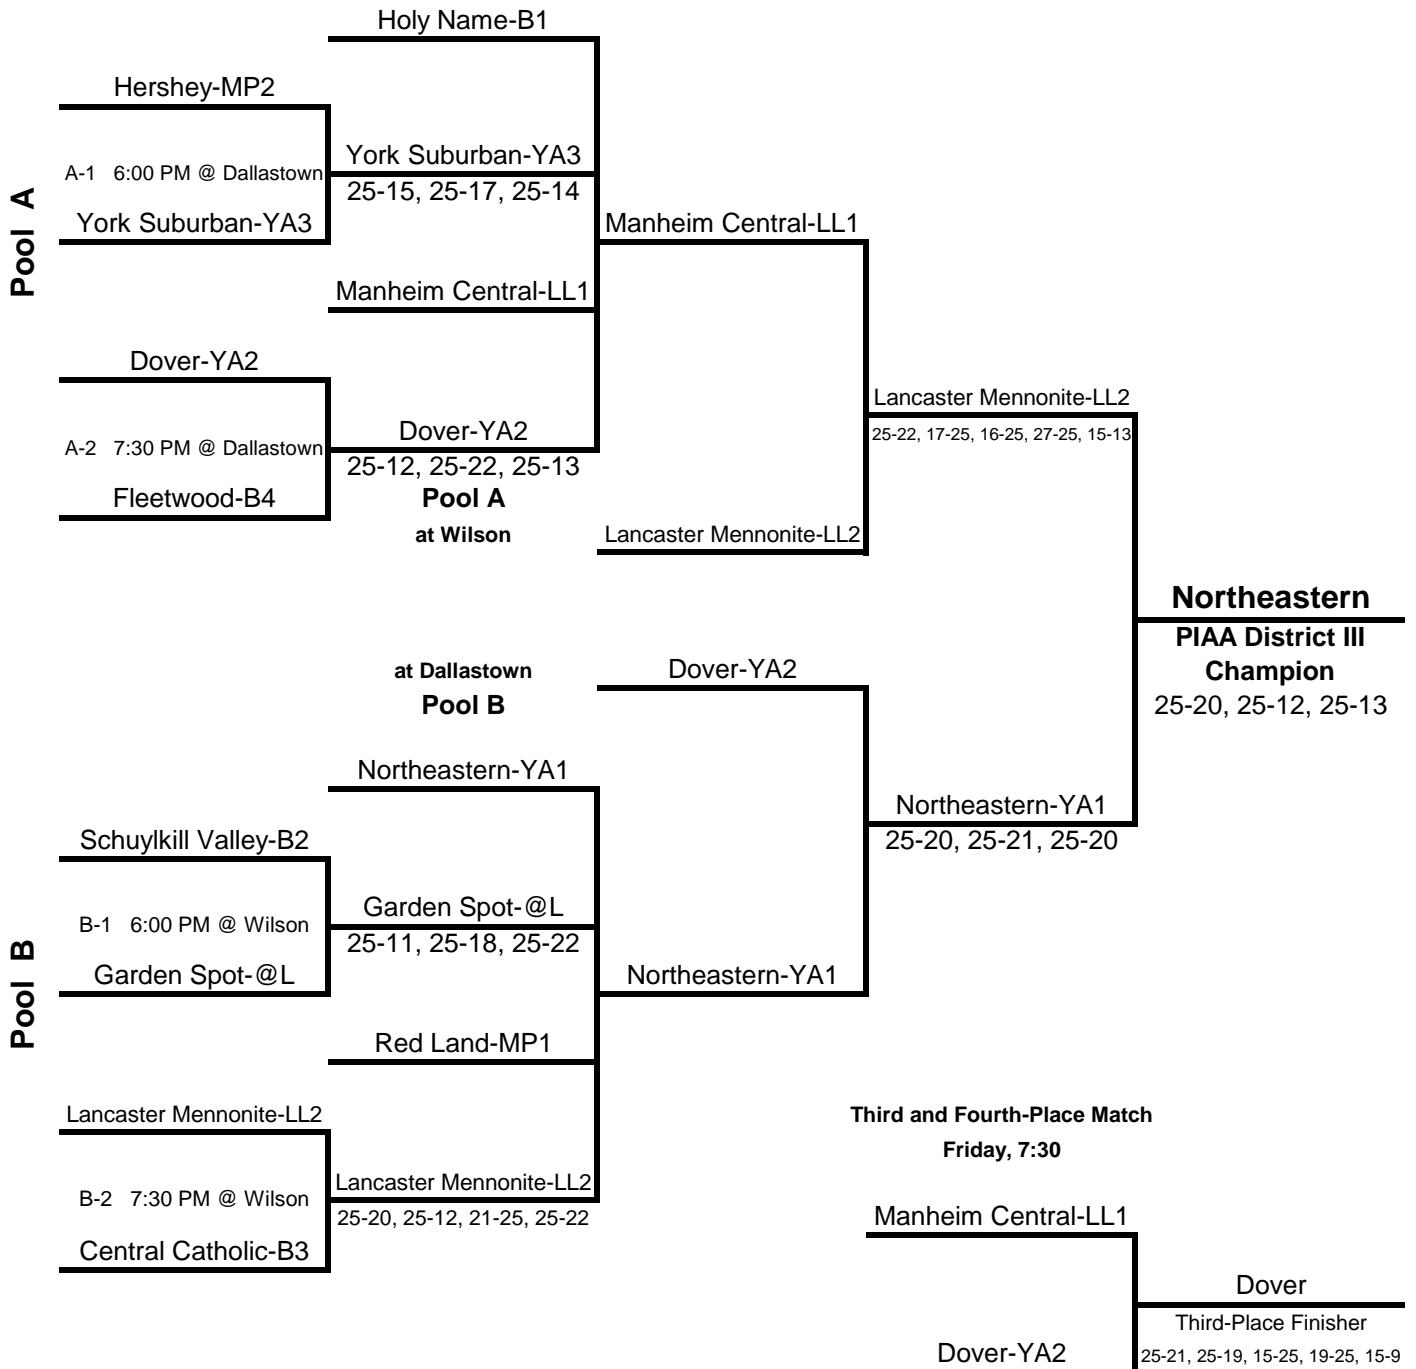 Holy Name-B1
Hershey-MP2
A-1 6:00 PM @ Dallastown
York Suburban-YA3
25-15, 25-17, 25-14
York Suburban-YA3
Pool A
Manheim Central-LL1
Manheim Central-LL1
Dover-YA2
A-2 7:30 PM @ Dallastown
Dover-YA2
25-12, 25-22, 25-13
Fleetwood-B4
Pool A
at Wilson
Lancaster Mennonite-LL2
Lancaster Mennonite-LL2
25-22, 17-25, 16-25, 27-25, 15-13
Northeastern
PIAA District III
Champion
25-20, 25-12, 25-13
at Dallastown
Pool B
Dover-YA2
Northeastern-YA1
Northeastern-YA1
25-20, 25-21, 25-20
Schuylkill Valley-B2
B-1 6:00 PM @ Wilson
Garden Spot-@L
25-11, 25-18, 25-22
Garden Spot-@L
Pool B
Northeastern-YA1
Red Land-MP1
Lancaster Mennonite-LL2
B-2 7:30 PM @ Wilson
Lancaster Mennonite-LL2
25-20, 25-12, 21-25, 25-22
Central Catholic-B3
Third and Fourth-Place Match
Friday, 7:30
Manheim Central-LL1
Dover
Third-Place Finisher
25-21, 25-19, 15-25, 19-25, 15-9
Dover-YA2